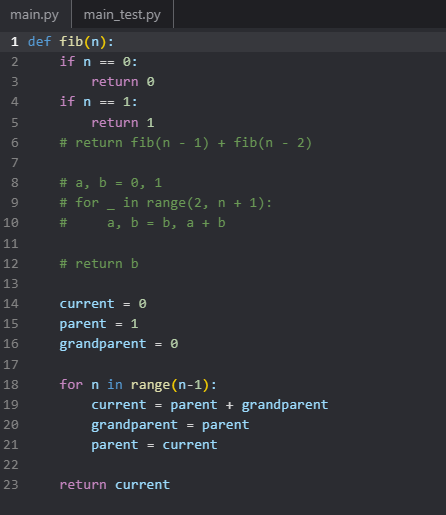 main.py main_test.py
1 def fib(n):
2     if n == 0:
3         return 0
4     if n == 1:
5         return 1
6     # return fib(n - 1) + fib(n - 2)
7
8     # a, b = 0, 1
9     # for _ in range(2, n + 1):
10    #     a, b = b, a + b
11
12    # return b
13
14    current = 0
15    parent = 1
16    grandparent = 0
17
18    for n in range(n-1):
19        current = parent + grandparent
20        grandparent = parent
21        parent = current
22
23    return current